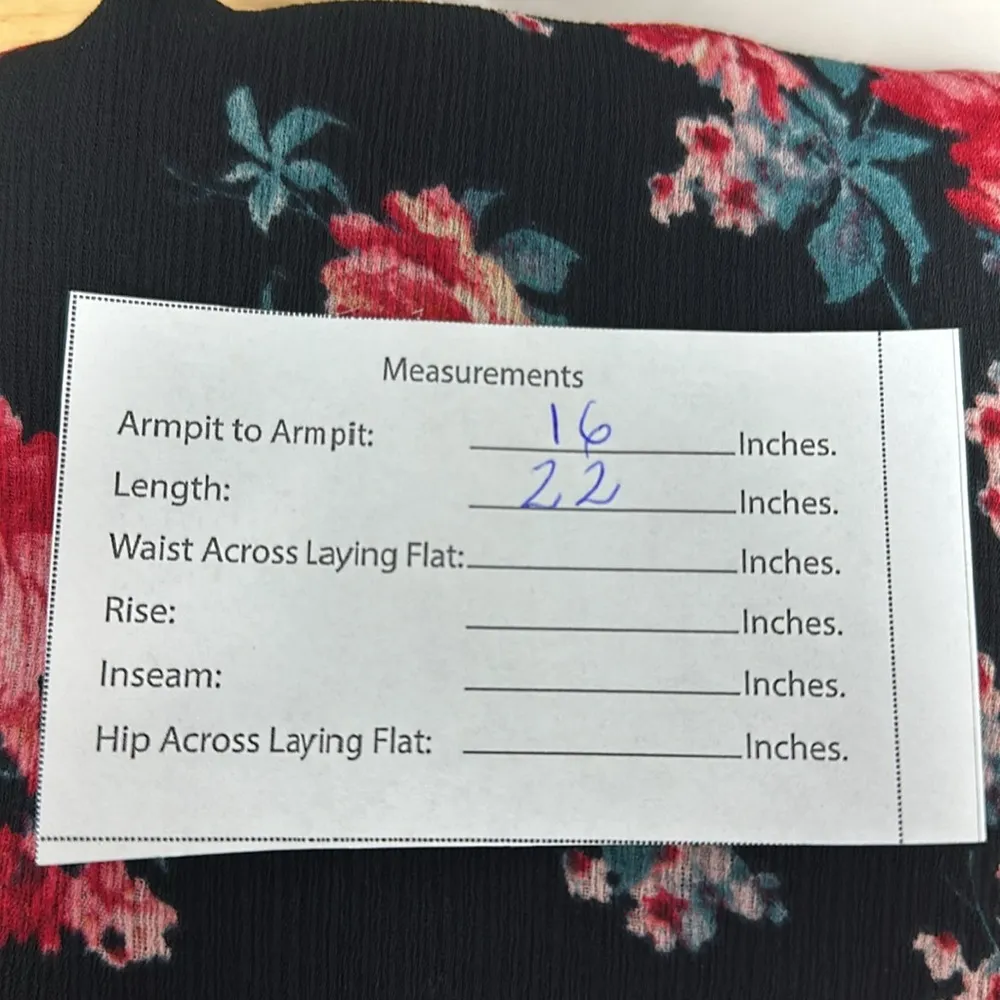 Measurements
Armpit to Armpit: 16 Inches.
Length: 22 Inches.
Waist Across Laying Flat: Inches.
Rise: Inches.
Inseam: Inches.
Hip Across Laying Flat: Inches.